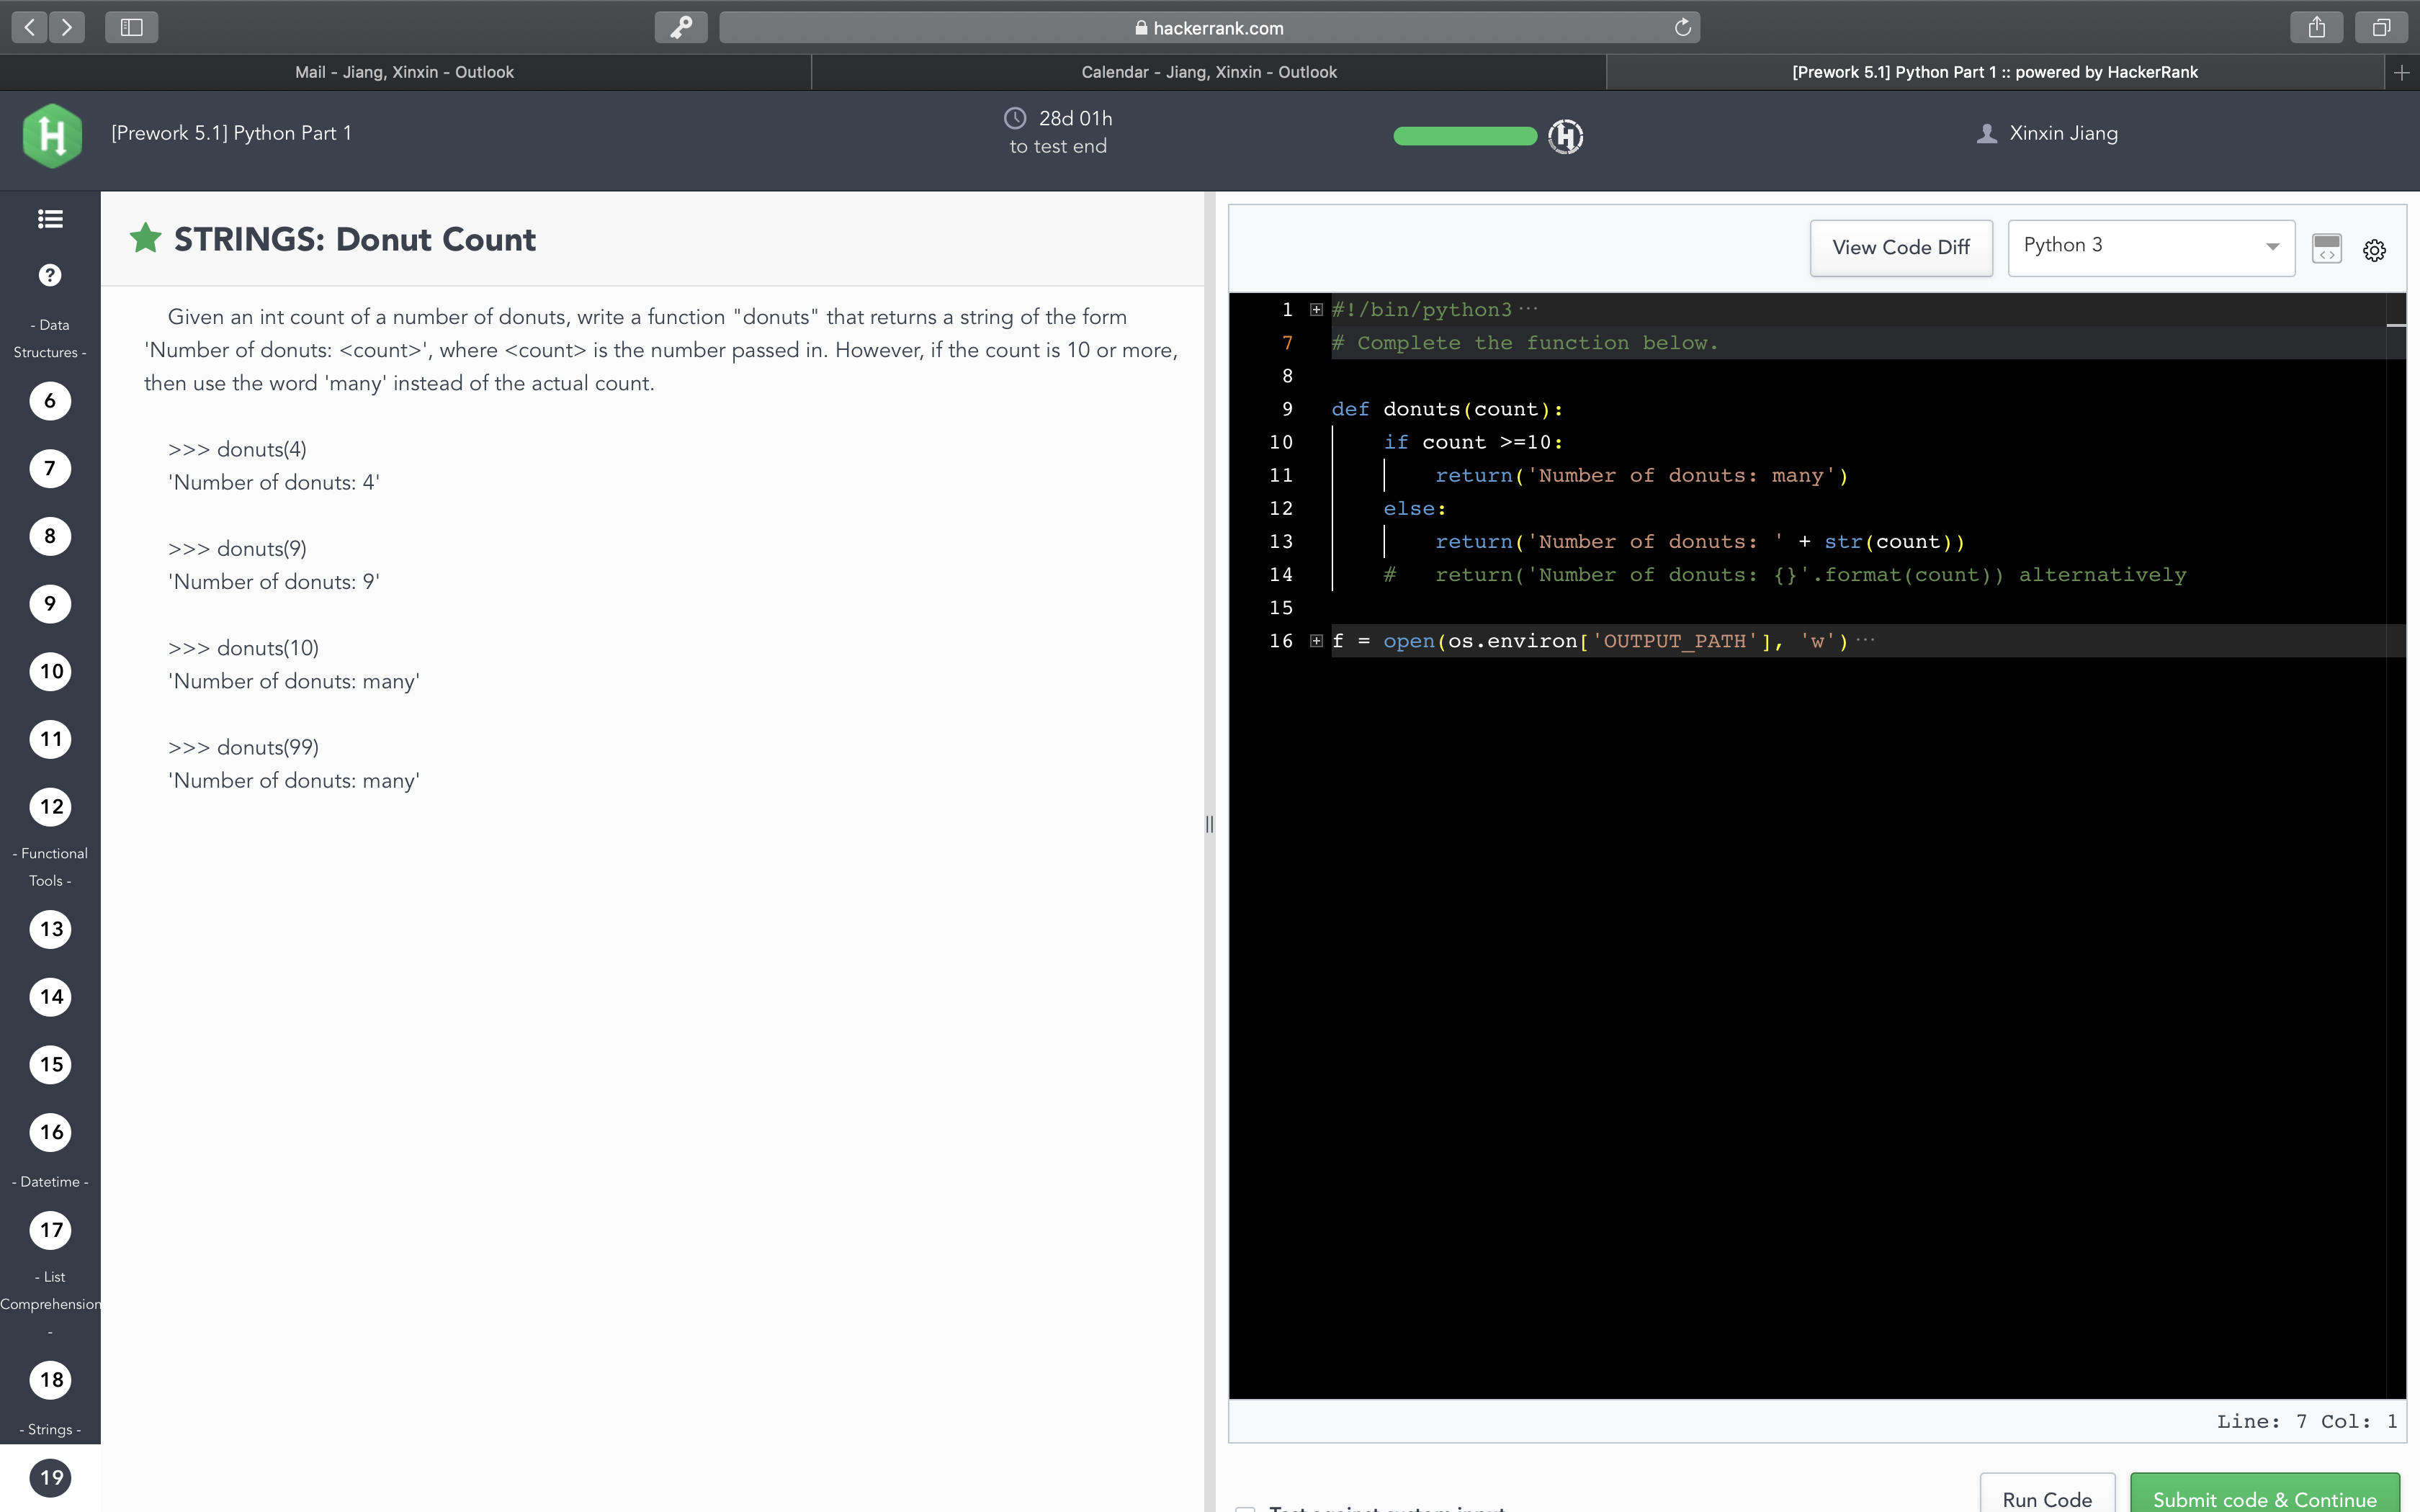 hackerrank.com
Mail - Jiang, Xinxin - Outlook
Calendar - Jiang, Xinxin - Outlook
[Prework 5.1] Python Part 1 :: powered by HackerRank
[Prework 5.1] Python Part 1
28d 01h
to test end
Xinxin Jiang
- Data
Structures -
6
7
8
9
10
11
12
- Functional
Tools -
13
14
15
16
- Datetime -
17
- List
Comprehension
-
18
- Strings -
19
STRINGS: Donut Count
Given an int count of a number of donuts, write a function "donuts" that returns a string of the form
'Number of donuts: <count>', where <count> is the number passed in. However, if the count is 10 or more,
then use the word 'many' instead of the actual count.
>>> donuts(4)
'Number of donuts: 4'
>>> donuts(9)
'Number of donuts: 9'
>>> donuts(10)
'Number of donuts: many'
>>> donuts(99)
'Number of donuts: many'
View Code Diff
Python 3
1 #!/bin/python3 ···
7 # Complete the function below.
8
9 def donuts(count):
10 if count >=10:
11 return('Number of donuts: many')
12 else:
13 return('Number of donuts: ' + str(count))
14 # return('Number of donuts: {}'.format(count)) alternatively
15
16 f = open(os.environ['OUTPUT_PATH'], 'w') ···
Line: 7 Col: 1
Test against custom input
Run Code
Submit code & Continue